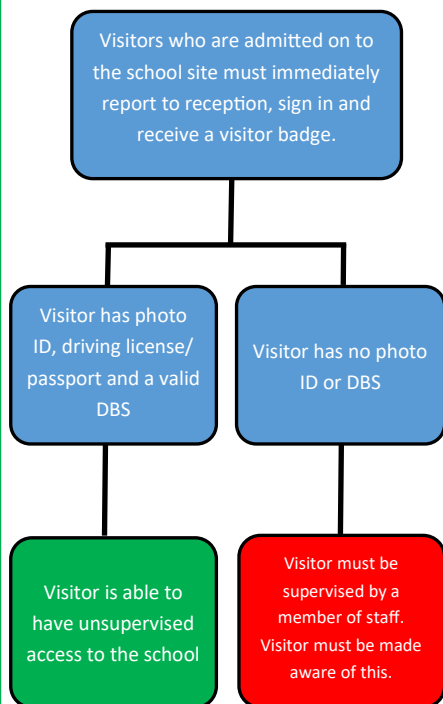 Visitors who are admitted on to
the school site must immediately
report to reception, sign in and
receive a visitor badge.
Visitor has photo
ID, driving license/
passport and a valid
DBS
Visitor has no photo
ID or DBS
Visitor is able to
have unsupervised
access to the school
Visitor must be
supervised by a
member of staff.
Visitor must be made
aware of this.